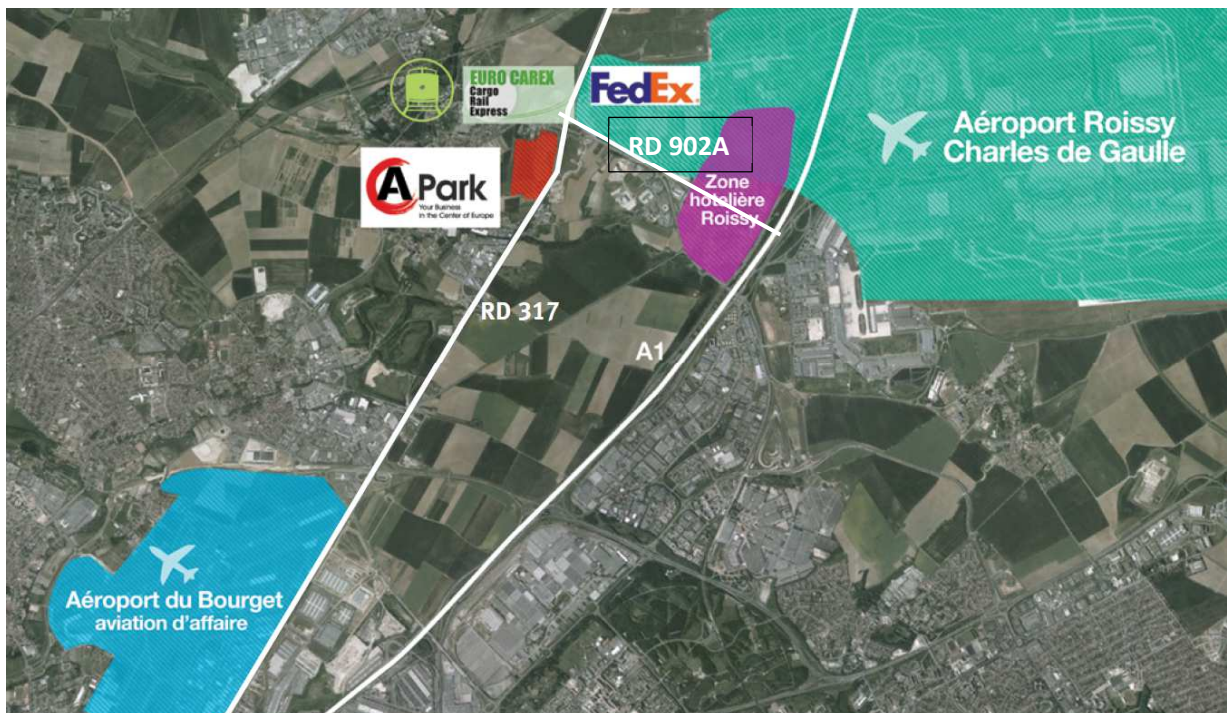 EURO CAREX
Cargo
Rail
Express
FedEx
RD 902A
Aéroport Roissy
Charles de Gaulle
A Park
Your Business
in the Center of Europe
Zone
hotelière
Roissy
RD 317
A1
Aéroport du Bourget
aviation d'affaire